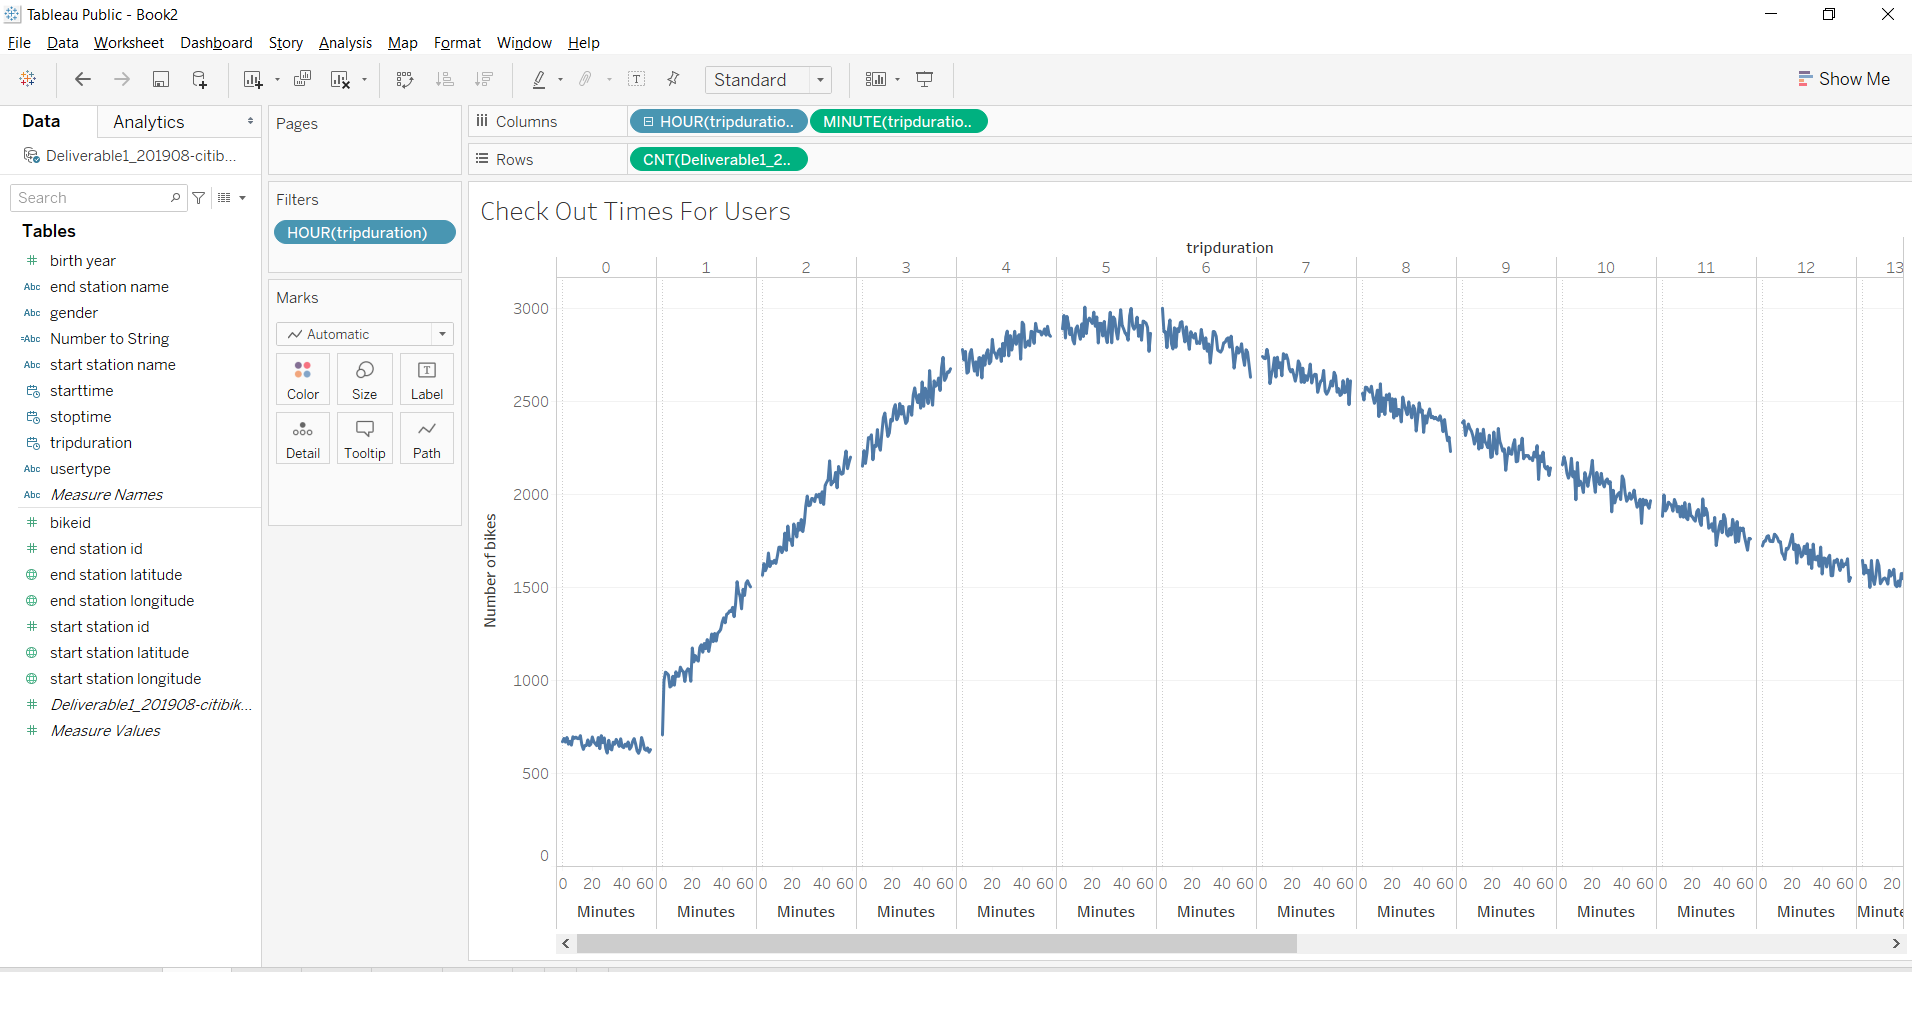 Tableau Public - Book2
File Data Worksheet Dashboard Story Analysis Map Format Window Help
Standard
Show Me
Data Analytics
Deliverable1_201908-citib...
Search
Tables
birth year
Abc end station name
Abc gender
=Abc Number to String
Abc start station name
starttime
stoptime
tripduration
Abc usertype
Abc Measure Names
bikeid
end station id
end station latitude
end station longitude
start station id
start station latitude
start station longitude
Deliverable1_201908-citibik...
Measure Values
Pages
Filters
HOUR(tripduration)
Marks
Automatic
Color Size Label
Detail Tooltip Path
Columns HOUR(tripduratio.. MINUTE(tripduratio..
Rows CNT(Deliverable1_2..
Check Out Times For Users
tripduration
0 1 2 3 4 5 6 7 8 9 10 11 12 13
Number of bikes
3000
2500
2000
1500
1000
500
0
0 20 40 60 0 20 40 60 0 20 40 60 0 20 40 60 0 20 40 60 0 20 40 60 0 20 40 60 0 20 40 60 0 20 40 60 0 20 40 60 0 20 40 60 0 20 40 60 0 20 40 60 0 20
Minutes Minutes Minutes Minutes Minutes Minutes Minutes Minutes Minutes Minutes Minutes Minutes Minutes Minute